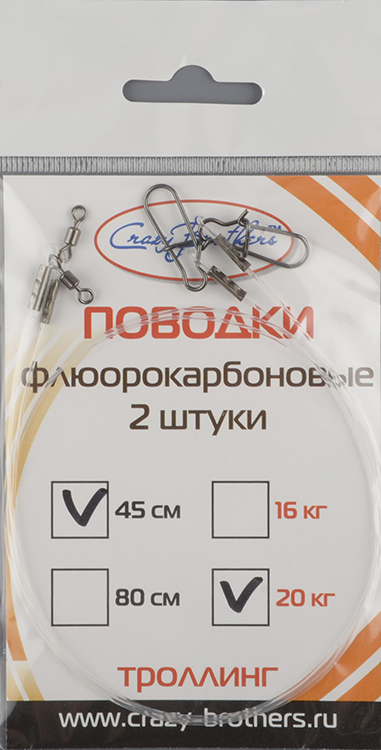 Crazy Brothers
ПОВОДКИ
флюорокарбоновые
2 штуки
45 см 16 кг
80 см 20 кг
ТРОЛЛИНГ
www.crazy-brothers.ru